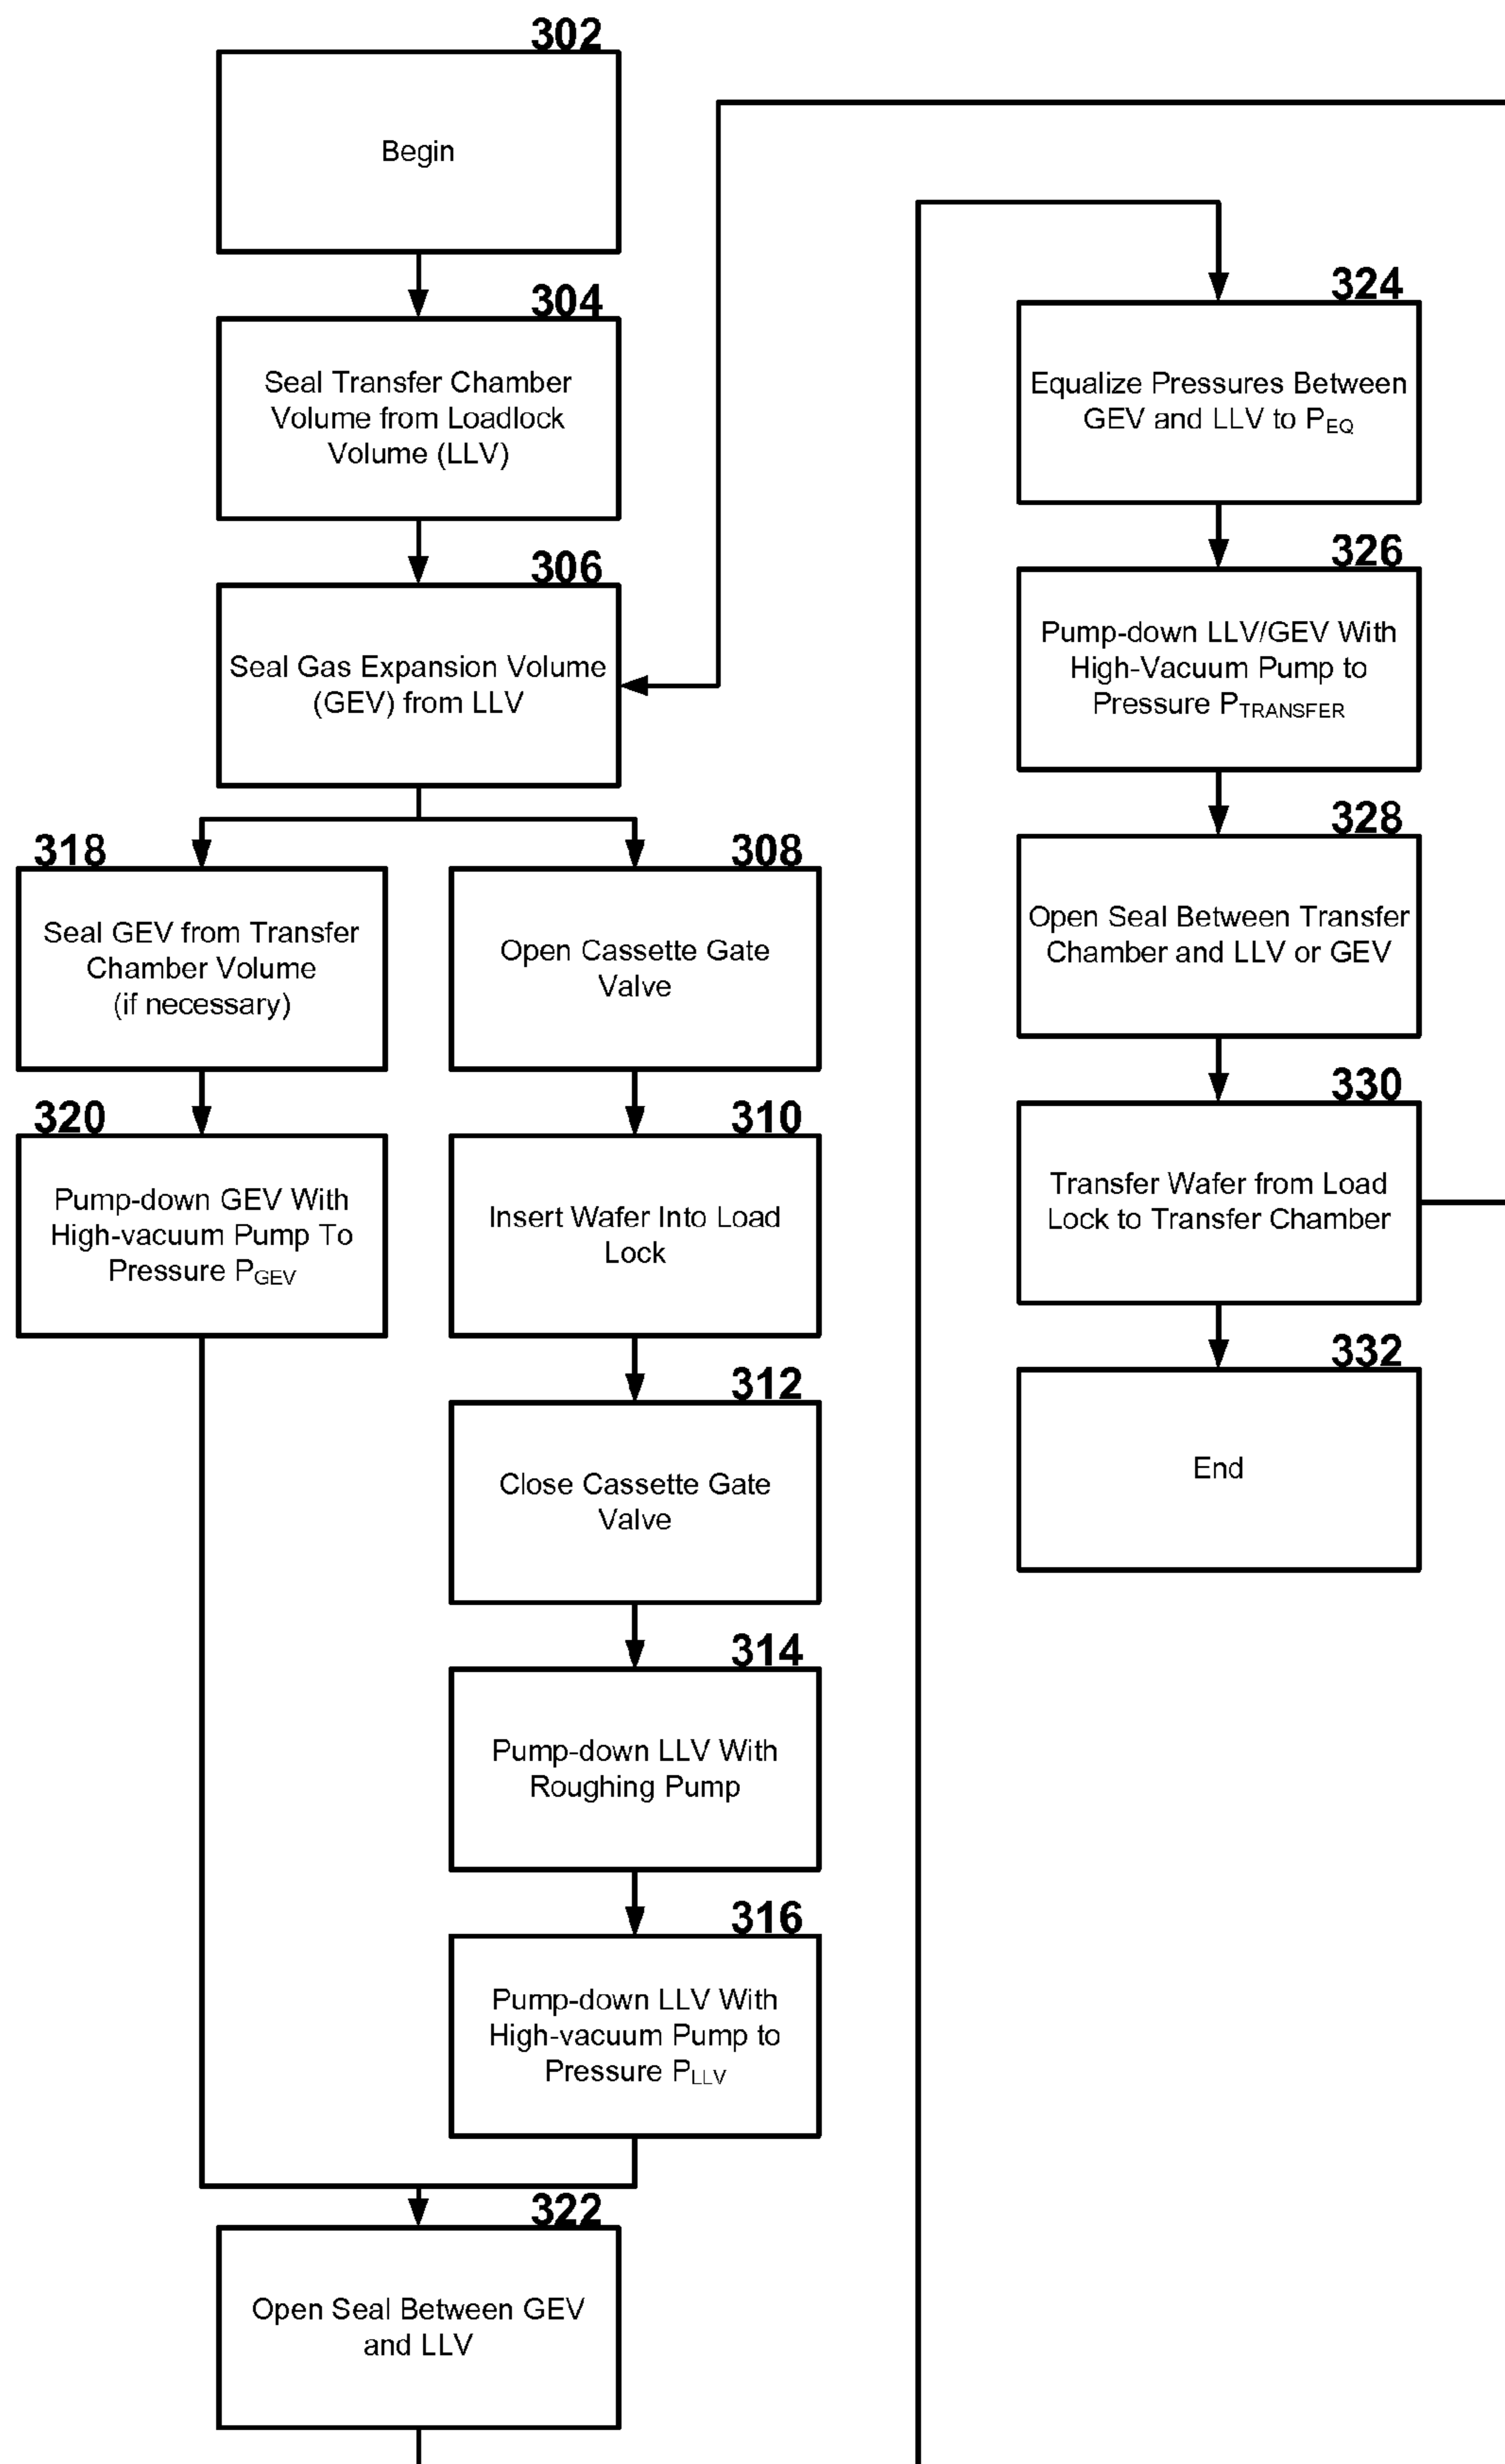 302
Begin
304
Seal Transfer Chamber
Volume from Loadlock
Volume (LLV)
306
Seal Gas Expansion Volume
(GEV) from LLV
318
Seal GEV from Transfer
Chamber Volume
(if necessary)
320
Pump-down GEV With
High-vacuum Pump To
Pressure PGEV
308
Open Cassette Gate
Valve
310
Insert Wafer Into Load
Lock
312
Close Cassette Gate
Valve
314
Pump-down LLV With
Roughing Pump
316
Pump-down LLV With
High-vacuum Pump to
Pressure PLLV
322
Open Seal Between GEV
and LLV
324
Equalize Pressures Between
GEV and LLV to PEQ
326
Pump-down LLV/GEV With
High-Vacuum Pump to
Pressure PTRANSFER
328
Open Seal Between Transfer
Chamber and LLV or GEV
330
Transfer Wafer from Load
Lock to Transfer Chamber
332
End